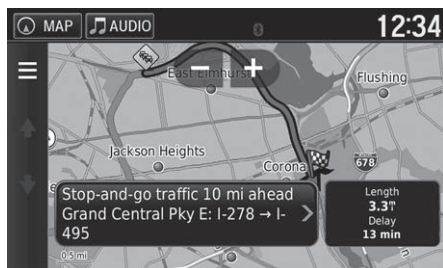 MAP
AUDIO
12:34
East Elmhurst
Flushing
Jackson Heights
Corona
678
Stop-and-go traffic 10 mi ahead
Grand Central Pky E: I-278 → I-
495
Length
3.3
Delay
13 min
0.5 mi